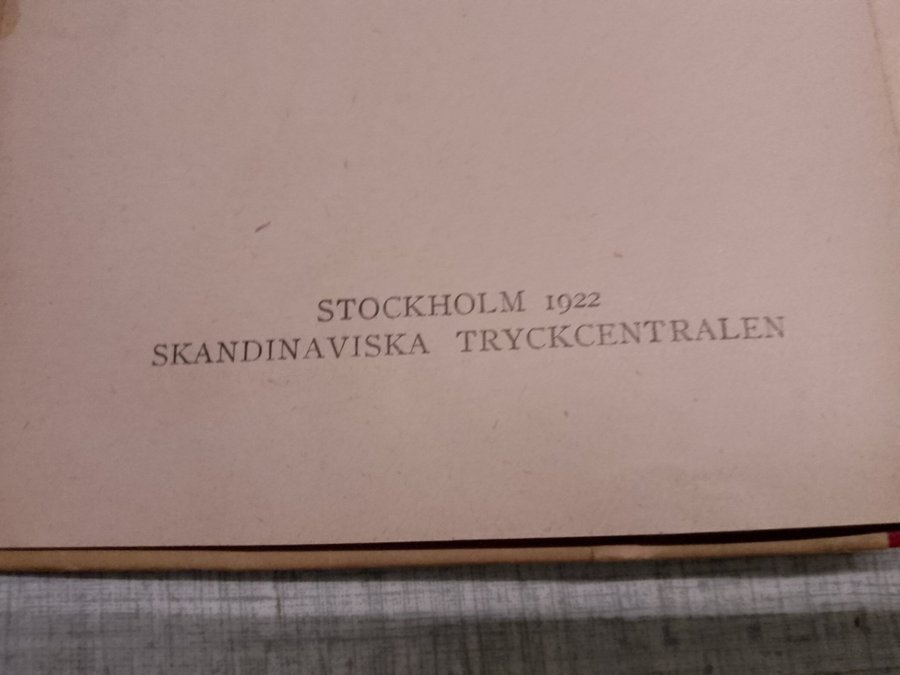 STOCKHOLM 1922
SKANDINAVISKA TRYCKCENTRALEN